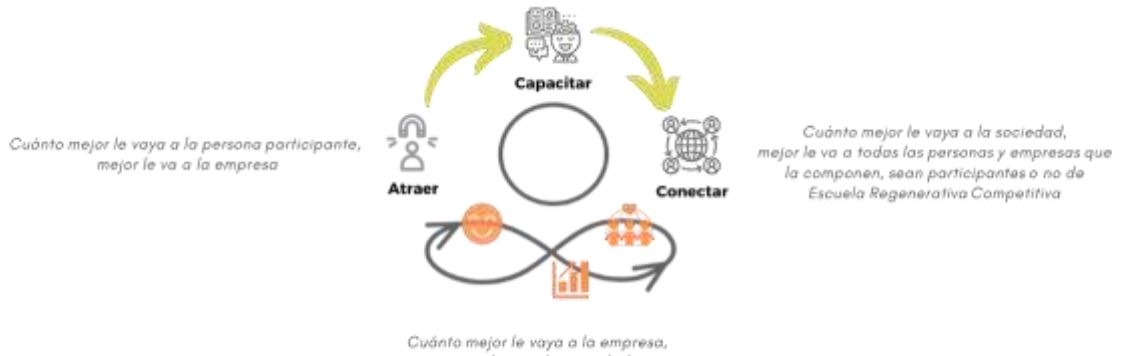 Capacitar
Cuánto mejor le vaya a la persona participante,
mejor le va a la empresa
Atraer
Conectar
Cuánto mejor le vaya a la sociedad,
mejor le va a todas las personas y empresas que
la componen, sean participantes o no de
Escuela Regenerativa Competitiva
Cuánto mejor le vaya a la empresa,